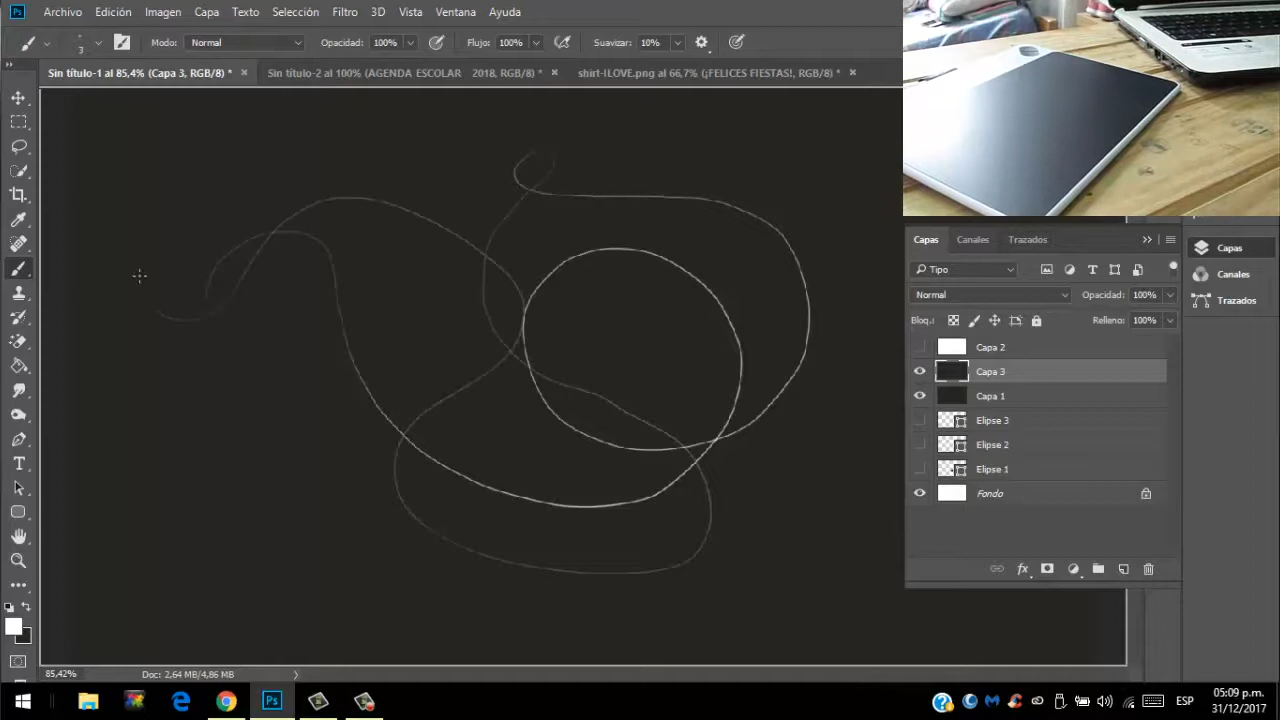 Ps Archivo Edición Imagen Capa Texto Selección Filtro 3D Vista Ventana Ayuda
3 Modo: Normal Opacidad: 100% Flujo: 100% Suavizar: 10%
Sin título-1 al 85,4% (Capa 3, RGB/8) * × Sin título-2 al 100% (AGENDA ESCOLAR 2018, RGB/8) * × shirt-ILOVE.png al 66,7% (¡FELICES FIESTAS!, RGB/8) * ×
Capas Canales Trazados
Tipo
Normal Opacidad: 100%
Bloq.: Relleno: 100%
Capa 2
Capa 3
Capa 1
Elipse 3
Elipse 2
Elipse 1
Fondo
fx
Capas
Canales
Trazados
85,42% Doc: 2,64 MB/4,86 MB
Ps ESP 05:09 p.m.
31/12/2017